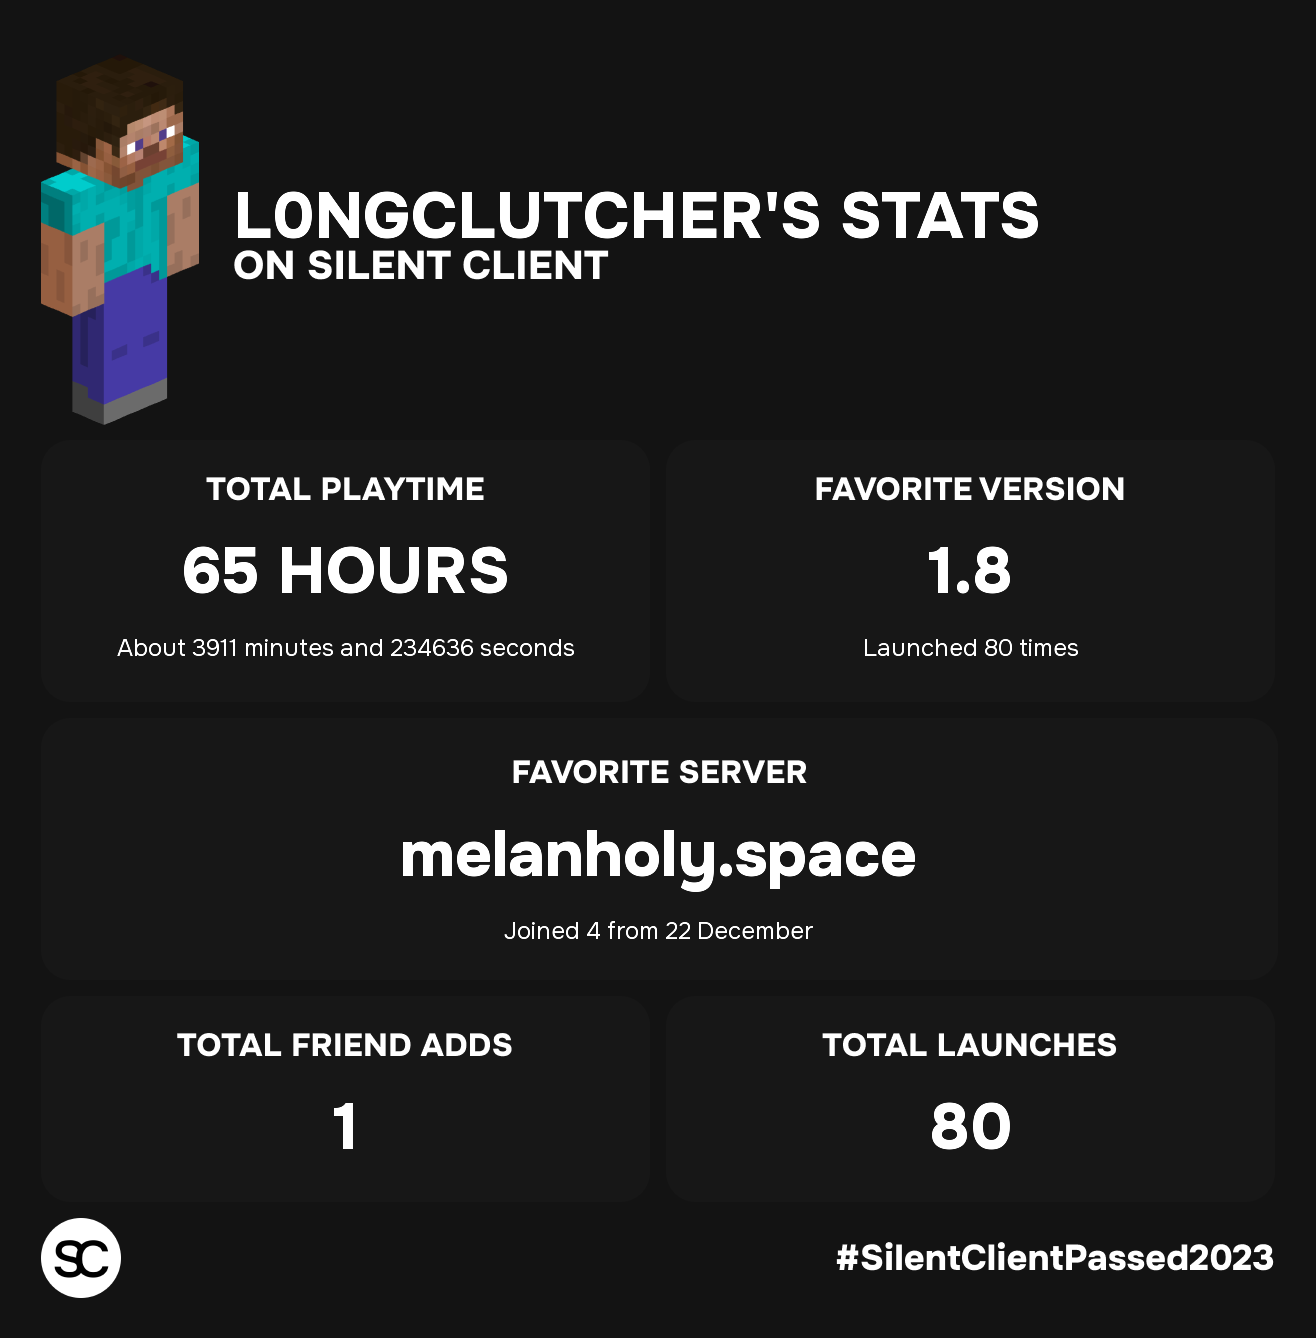 L0NGCLUTCHER'S STATS
ON SILENT CLIENT
TOTAL PLAYTIME
65 HOURS
About 3911 minutes and 234636 seconds
FAVORITE VERSION
1.8
Launched 80 times
FAVORITE SERVER
melanholy.space
Joined 4 from 22 December
TOTAL FRIEND ADDS
1
TOTAL LAUNCHES
80
SC
#SilentClientPassed2023